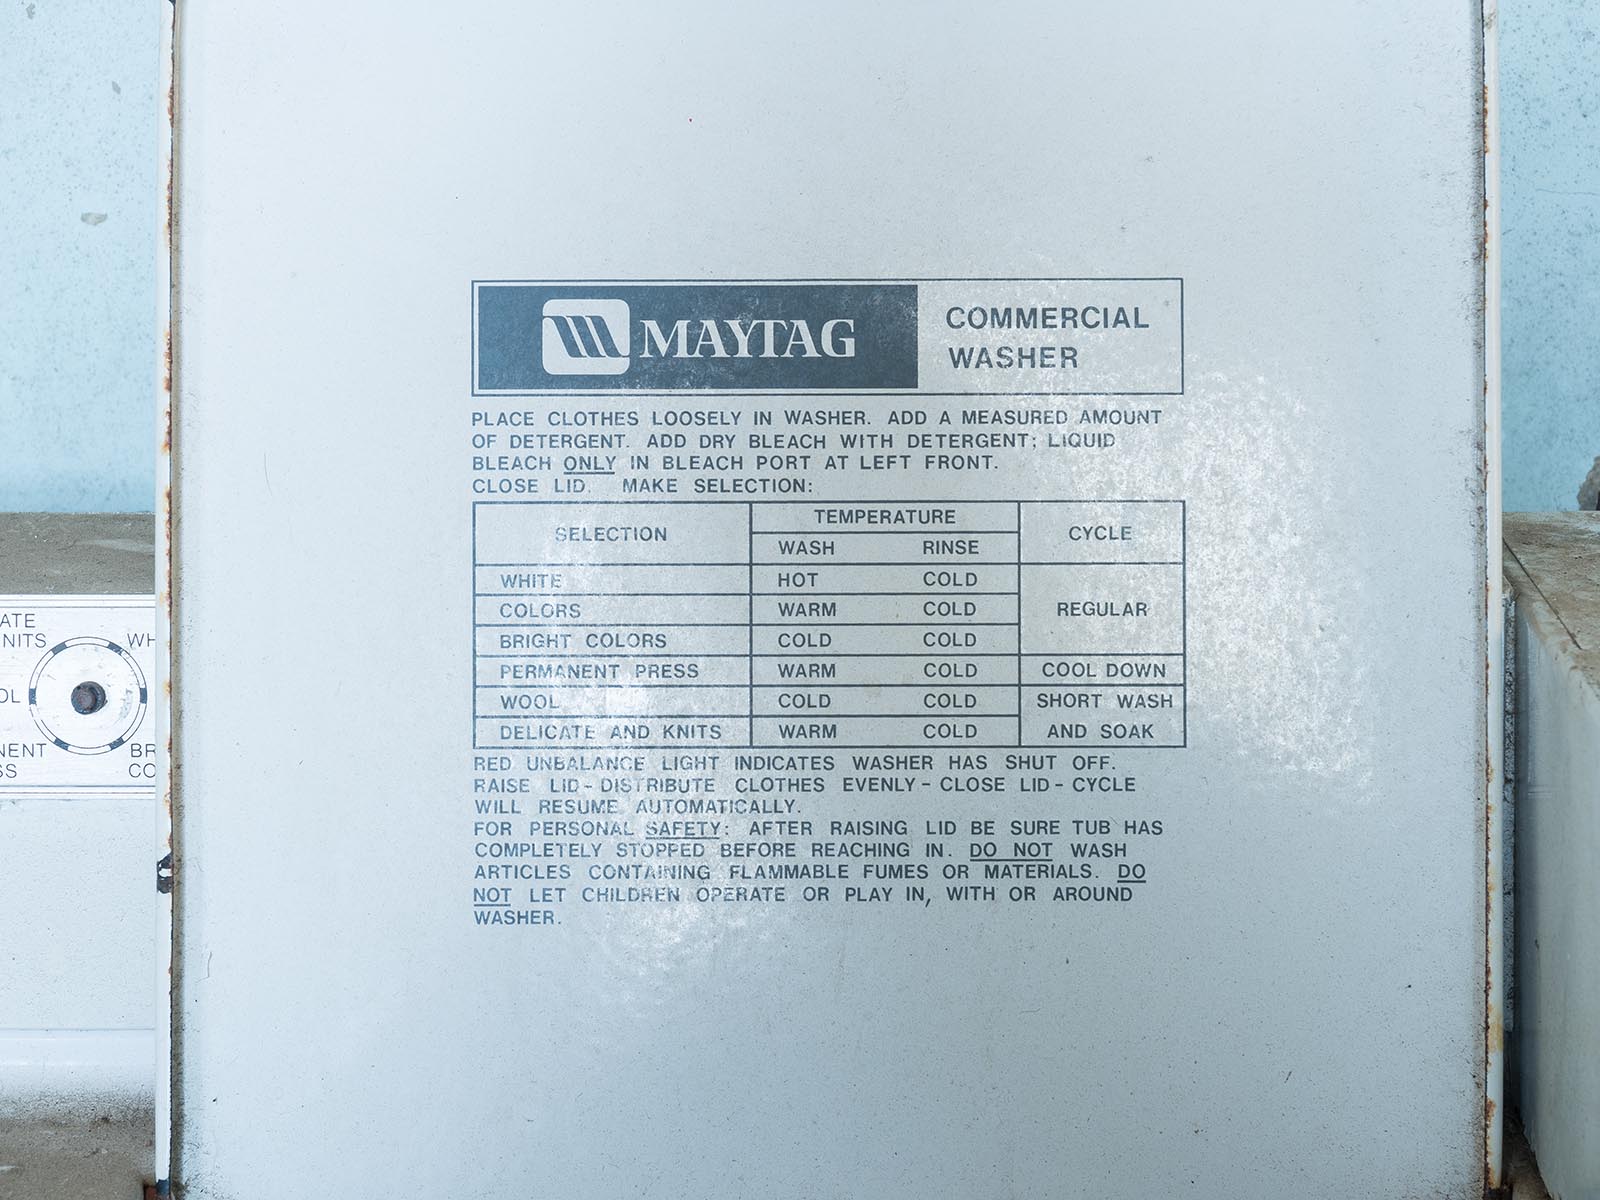 MAYTAG
COMMERCIAL
WASHER
PLACE CLOTHES LOOSELY IN WASHER. ADD A MEASURED AMOUNT
OF DETERGENT. ADD DRY BLEACH WITH DETERGENT; LIQUID
BLEACH ONLY IN BLEACH PORT AT LEFT FRONT.
CLOSE LID. MAKE SELECTION:
SELECTION TEMPERATURE CYCLE
WASH RINSE
WHITE HOT COLD
COLORS WARM COLD REGULAR
BRIGHT COLORS COLD COLD
PERMANENT PRESS WARM COLD COOL DOWN
WOOL COLD COLD SHORT WASH
DELICATE AND KNITS WARM COLD AND SOAK
RED UNBALANCE LIGHT INDICATES WASHER HAS SHUT OFF.
RAISE LID - DISTRIBUTE CLOTHES EVENLY - CLOSE LID - CYCLE
WILL RESUME AUTOMATICALLY.
FOR PERSONAL SAFETY: AFTER RAISING LID BE SURE TUB HAS
COMPLETELY STOPPED BEFORE REACHING IN. DO NOT WASH
ARTICLES CONTAINING FLAMMABLE FUMES OR MATERIALS. DO
NOT LET CHILDREN OPERATE OR PLAY IN, WITH OR AROUND
WASHER.